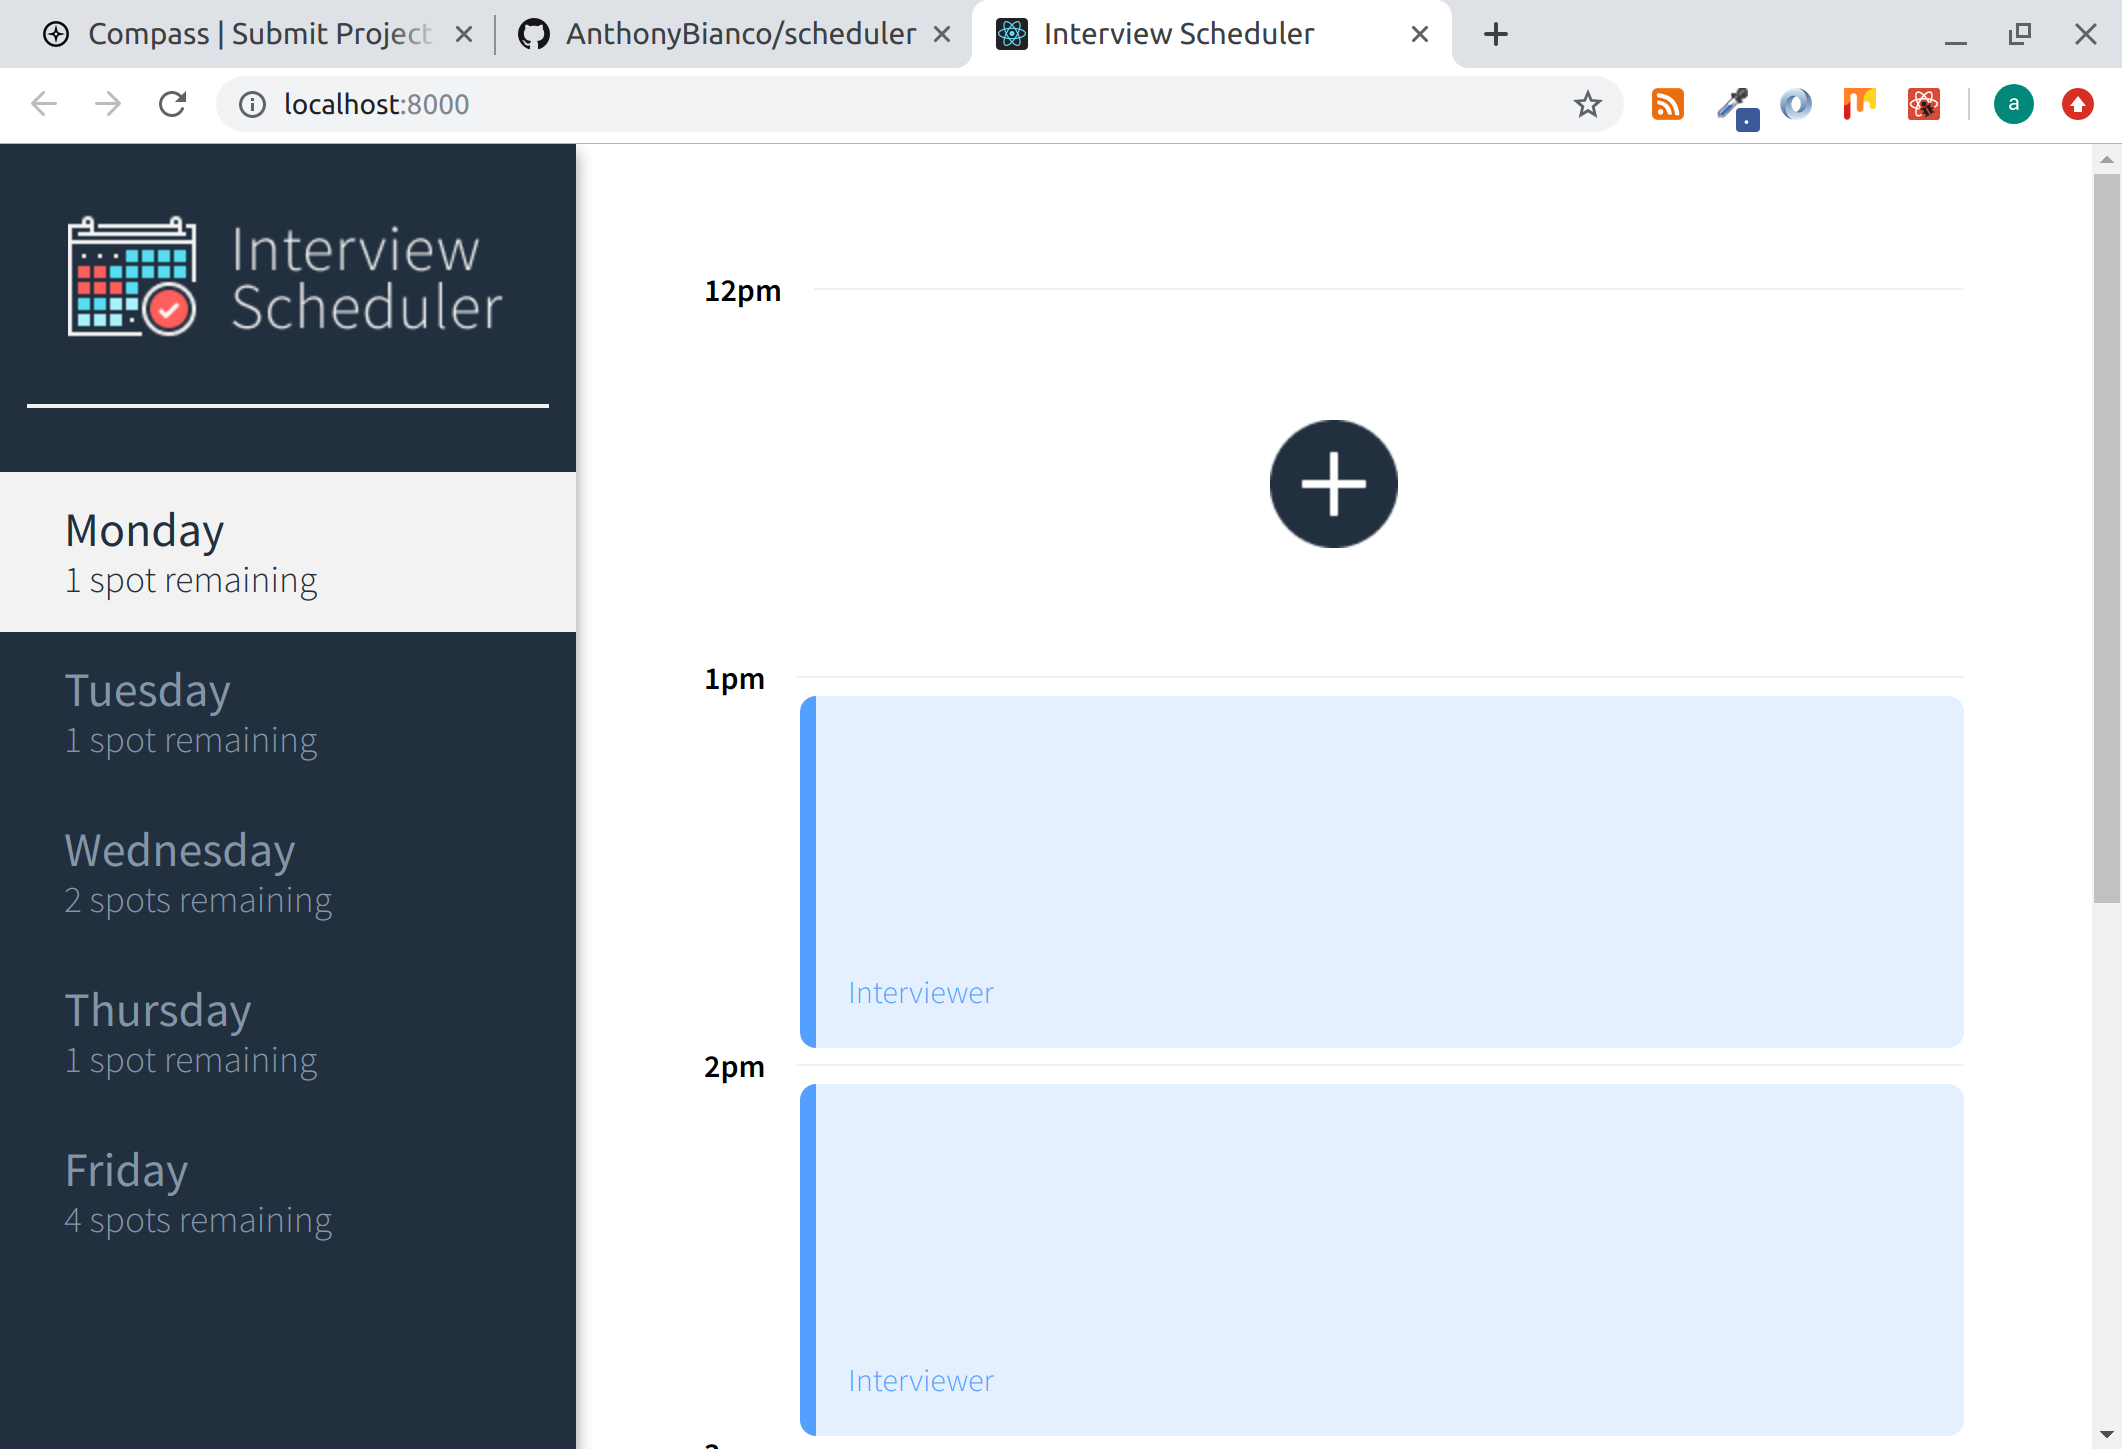 Compass | Submit Project
AnthonyBianco/scheduler
Interview Scheduler
localhost:8000
a
Interview
Scheduler
Monday
1 spot remaining
Tuesday
1 spot remaining
Wednesday
2 spots remaining
Thursday
1 spot remaining
Friday
4 spots remaining
12pm
1pm
Interviewer
2pm
Interviewer